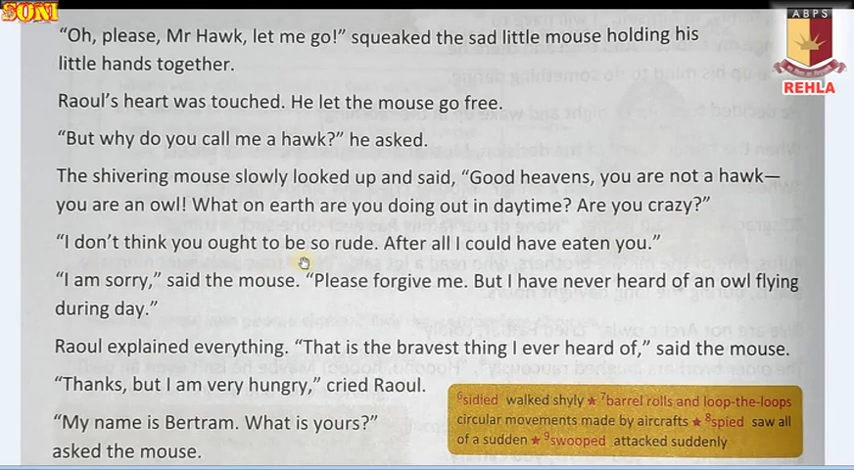 SONI
ABPS
REHLA
“Oh, please, Mr Hawk, let me go!” squeaked the sad little mouse holding his
little hands together.
Raoul’s heart was touched. He let the mouse go free.
“But why do you call me a hawk?” he asked.
The shivering mouse slowly looked up and said, “Good heavens, you are not a hawk—
you are an owl! What on earth are you doing out in daytime? Are you crazy?”
“I don’t think you ought to be so rude. After all I could have eaten you.”
“I am sorry,” said the mouse. “Please forgive me. But I have never heard of an owl flying
during day.”
Raoul explained everything. “That is the bravest thing I ever heard of,” said the mouse.
“Thanks, but I am very hungry,” cried Raoul.
“My name is Bertram. What is yours?”
asked the mouse.
⁶sidled walked shyly ★ ⁷barrel rolls and loop-the-loops
circular movements made by aircrafts ★ ⁸spied saw all
of a sudden ★ ⁹swooped attacked suddenly